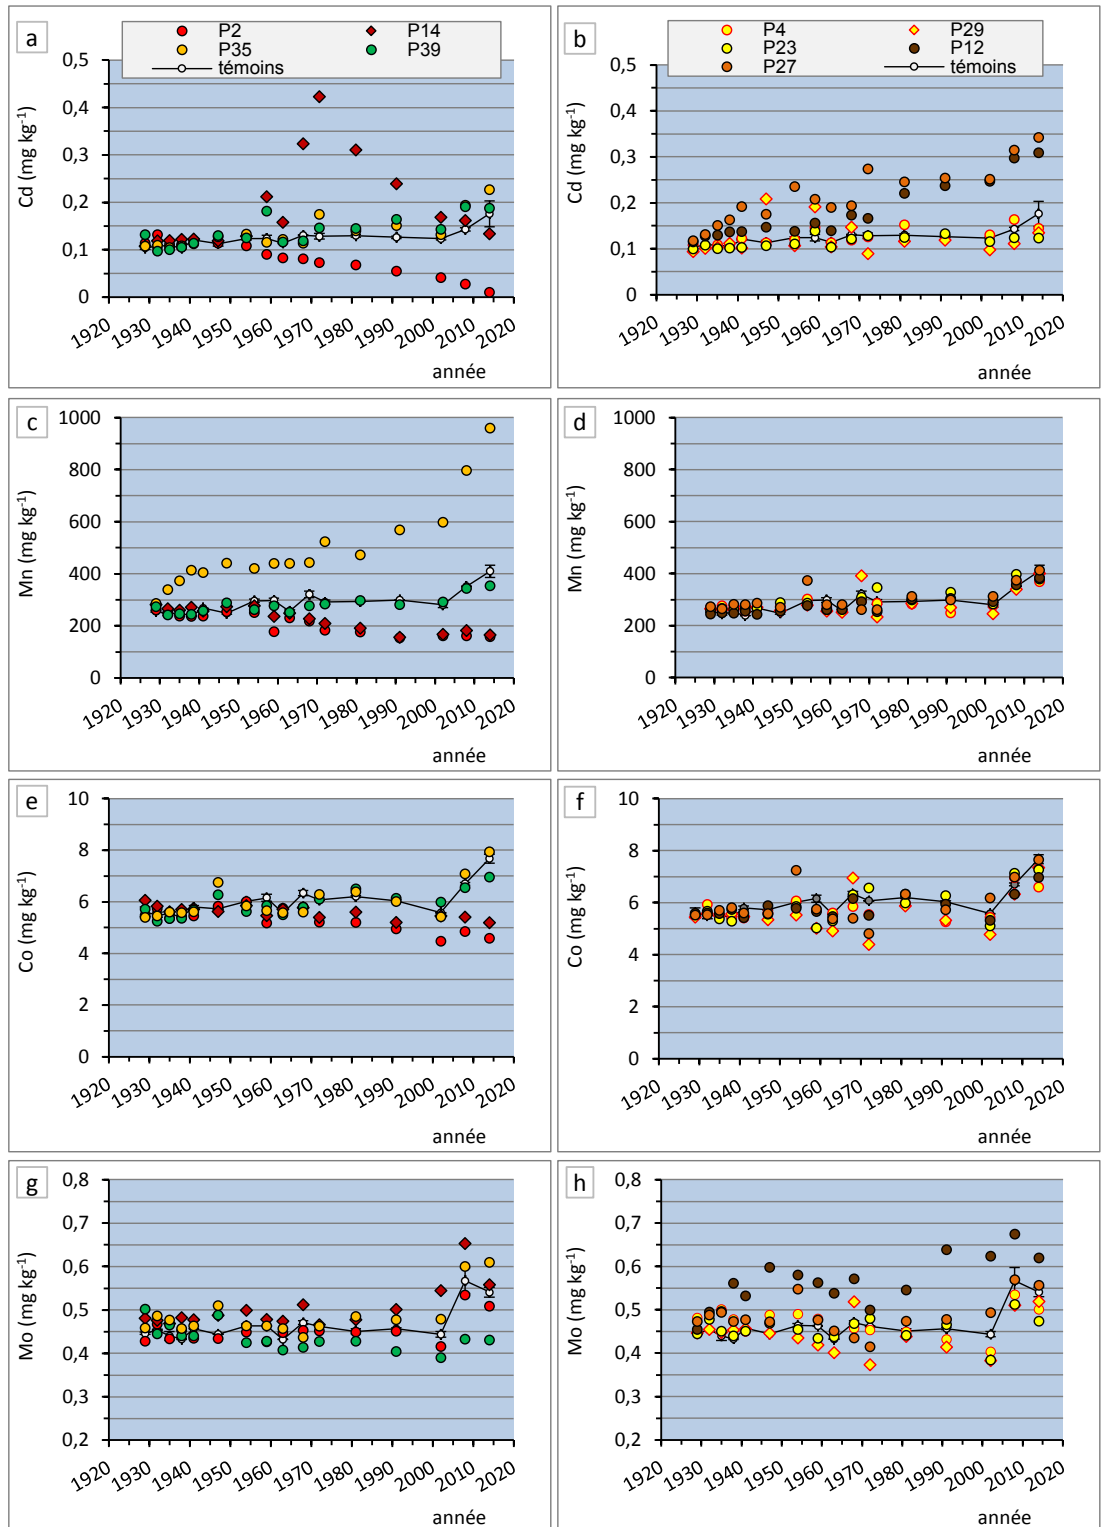 a
P2
P14
P35
P39
témoins
0,5
0,4
0,3
0,2
0,1
0
Cd (mg kg⁻¹)
1920 1930 1940 1950 1960 1970 1980 1990 2000 2010 2020
année
b
P4
P29
P23
P12
P27
témoins
0,5
0,4
0,3
0,2
0,1
0
Cd (mg kg⁻¹)
1920 1930 1940 1950 1960 1970 1980 1990 2000 2010 2020
année
c
1000
800
600
400
200
0
Mn (mg kg⁻¹)
1920 1930 1940 1950 1960 1970 1980 1990 2000 2010 2020
année
d
1000
800
600
400
200
0
Mn (mg kg⁻¹)
1920 1930 1940 1950 1960 1970 1980 1990 2000 2010 2020
année
e
10
8
6
4
2
0
Co (mg kg⁻¹)
1920 1930 1940 1950 1960 1970 1980 1990 2000 2010 2020
année
f
10
8
6
4
2
0
Co (mg kg⁻¹)
1920 1930 1940 1950 1960 1970 1980 1990 2000 2010 2020
année
g
0,8
0,7
0,6
0,5
0,4
0,3
0,2
Mo (mg kg⁻¹)
1920 1930 1940 1950 1960 1970 1980 1990 2000 2010 2020
année
h
0,8
0,7
0,6
0,5
0,4
0,3
0,2
Mo (mg kg⁻¹)
1920 1930 1940 1950 1960 1970 1980 1990 2000 2010 2020
année